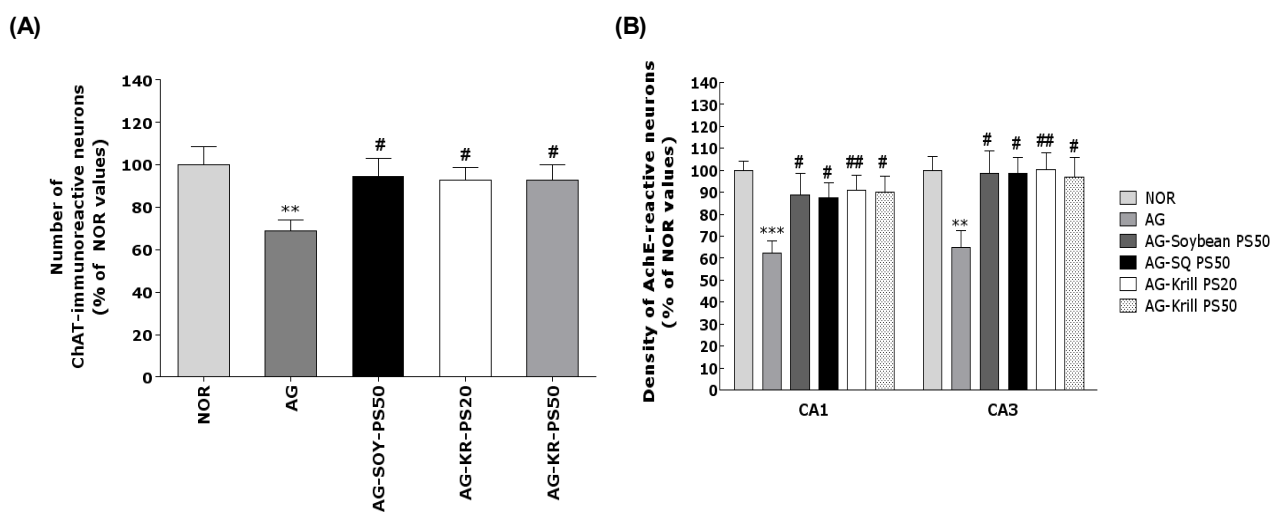 (A)
Number of
ChAT-immunoreactive neurons
(% of NOR values)
140
120
100
80
60
40
20
0
**
#
#
#
NOR
AG
AG-SOY-PS50
AG-KR-PS20
AG-KR-PS50
(B)
Density of AchE-reactive neurons
(% of NOR values)
140
130
120
110
100
90
80
70
60
50
40
30
20
10
0
***
#
#
##
#
**
#
#
##
#
CA1
CA3
NOR
AG
AG-Soybean PS50
AG-SQ PS50
AG-Krill PS20
AG-Krill PS50